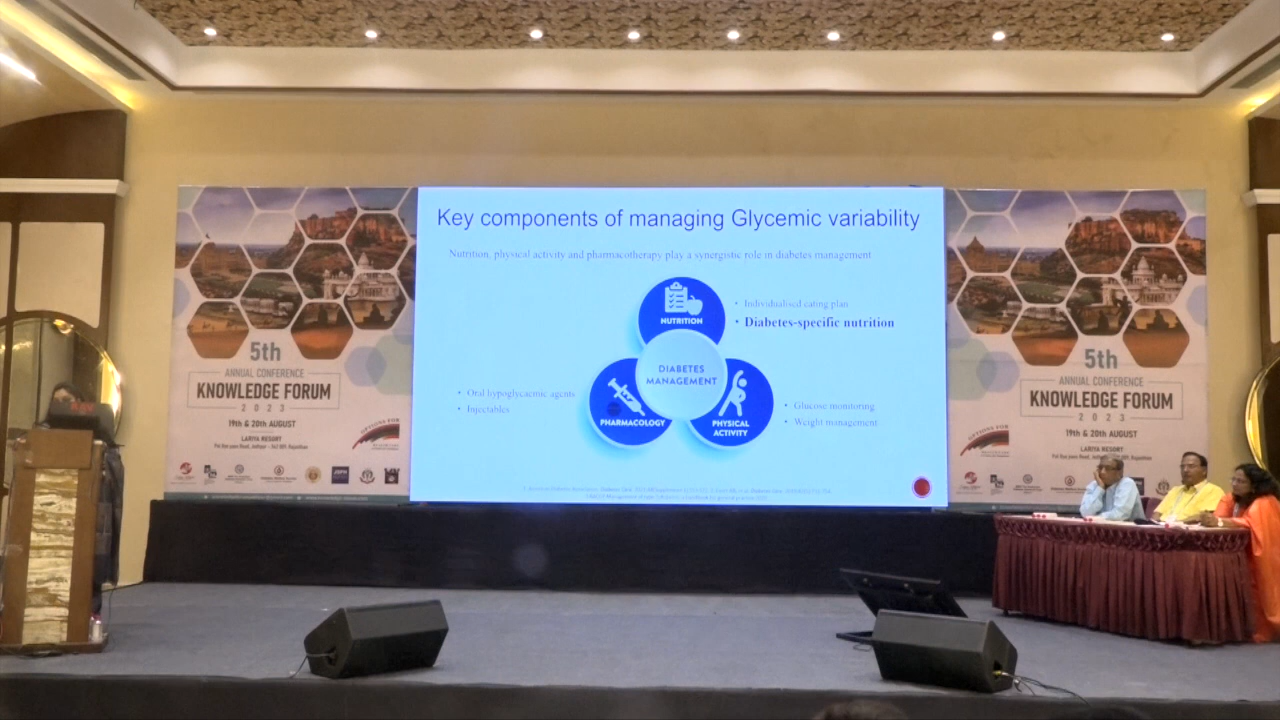 Key components of managing Glycemic variability
Nutrition, physical activity and pharmacotherapy play a synergistic role in diabetes management
NUTRITION
• Individualised eating plan
• Diabetes-specific nutrition
DIABETES
MANAGEMENT
• Oral hypoglycaemic agents
• Injectables
PHARMACOLOGY
PHYSICAL
ACTIVITY
• Glucose monitoring
• Weight management
5th
ANNUAL CONFERENCE
KNOWLEDGE FORUM
2023
19th & 20th AUGUST
LARIYA RESORT
5th
ANNUAL CONFERENCE
KNOWLEDGE FORUM
2023
19th & 20th AUGUST
LARIYA RESORT